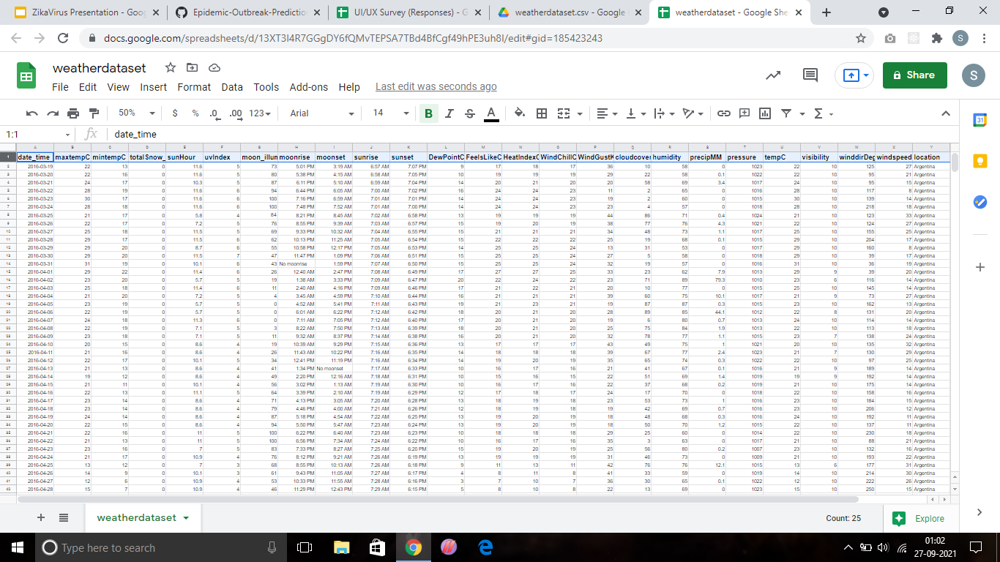 ZikaVirus Presentation - Goog
Epidemic-Outbreak-Predictio
UI/UX Survey (Responses) - G
weatherdataset.csv - Google
weatherdataset - Google She
docs.google.com/spreadsheets/d/13XT3I4R7GGgDY6fQMvTEPSA7TBd4BfCgf49hPE3uh8I/edit#gid=185423243
S
weatherdataset
Share
S
File Edit View Insert Format Data Tools Add-ons Help Last edit was seconds ago
50% $ % .0 .00 123 Arial 14 B I S A Σ
31
1:1 fx date_time
A B C D E F G H I J K L M N O P Q R S T U V W X Y
1 date_time maxtempC mintempC totalSnow_ sunHour uvIndex moon_illum moonrise moonset sunrise sunset DewPointC FeelsLikeC HeatIndexC WindChillC WindGustK cloudcover humidity precipMM pressure tempC visibility winddirDeg windspeed location
2 2016-03-19 22 13 0 11.6 5 73 5:01 PM 3:19 AM 6:57 AM 7:07 PM 9 17 18 17 36 10 58 0 1023 22 10 125 27 Argentina
3 2016-03-20 22 16 0 11.6 5 80 5:38 PM 4:15 AM 6:58 AM 7:05 PM 10 19 19 19 29 22 58 0.1 1022 22 10 95 21 Argentina
4 2016-03-21 24 17 0 10.3 5 87 6:11 PM 5:10 AM 6:59 AM 7:04 PM 14 20 21 20 20 58 69 3.4 1017 24 10 95 15 Argentina
5 2016-03-22 28 19 0 11.6 6 94 6:44 PM 6:05 AM 7:00 AM 7:02 PM 16 24 24 23 11 2 65 0 1016 28 10 117 8 Argentina
6 2016-03-23 30 17 0 11.6 6 100 7:16 PM 6:59 AM 7:01 AM 7:01 PM 14 24 24 23 19 2 60 0 1015 30 10 139 14 Argentina
7 2016-03-24 28 18 0 11.6 6 100 7:48 PM 7:52 AM 7:01 AM 7:00 PM 14 24 24 23 23 4 57 0 1018 28 10 218 18 Argentina
8 2016-03-25 21 17 0 5.8 4 84 8:21 PM 8:45 AM 7:02 AM 6:58 PM 13 19 19 19 44 86 71 0.4 1024 21 10 123 33 Argentina
9 2016-03-26 22 17 0 7.2 5 76 8:55 PM 9:39 AM 7:03 AM 6:57 PM 15 20 20 19 38 77 76 4.3 1021 22 10 124 27 Argentina
10 2016-03-27 25 18 0 11.5 5 69 9:33 PM 10:32 AM 7:04 AM 6:55 PM 15 21 21 21 34 48 73 1.1 1017 25 10 155 25 Argentina
11 2016-03-28 29 17 0 11.5 6 62 10:13 PM 11:25 AM 7:05 AM 6:54 PM 15 22 22 22 25 19 68 0.1 1015 29 10 204 17 Argentina
12 2016-03-29 29 20 0 8.7 6 55 10:58 PM 12:17 PM 7:05 AM 6:53 PM 14 25 25 24 13 31 53 0 1017 29 10 160 8 Argentina
13 2016-03-30 29 20 0 11.5 7 47 11:47 PM 1:09 PM 7:06 AM 6:51 PM 14 25 25 24 27 5 58 0 1018 29 10 39 17 Argentina
14 2016-03-31 31 19 0 10.1 6 43 No moonrise 1:59 PM 7:07 AM 6:50 PM 15 25 25 24 32 19 57 0 1016 31 10 36 19 Argentina
15 2016-04-01 29 22 0 11.4 6 26 12:40 AM 2:47 PM 7:08 AM 6:49 PM 17 27 27 25 33 23 62 7.9 1013 29 9 39 20 Argentina
16 2016-04-02 23 20 0 5.7 5 19 1:38 AM 3:33 PM 7:09 AM 6:47 PM 20 22 24 22 23 71 89 79.3 1010 23 6 116 14 Argentina
17 2016-04-03 25 18 0 11.4 6 11 2:40 AM 4:16 PM 7:09 AM 6:46 PM 17 21 22 21 20 10 77 0 1015 25 10 145 14 Argentina
18 2016-04-04 21 20 0 7.2 5 4 3:45 AM 4:59 PM 7:10 AM 6:44 PM 16 21 21 21 39 60 75 10.1 1017 21 9 73 27 Argentina
19 2016-04-05 23 19 0 5.7 5 0 4:52 AM 5:41 PM 7:11 AM 6:43 PM 19 21 23 21 19 87 87 0.3 1015 23 10 162 13 Argentina
20 2016-04-06 22 19 0 5.7 5 0 6:01 AM 6:22 PM 7:12 AM 6:42 PM 18 20 21 20 28 89 85 44.1 1012 22 8 131 20 Argentina
21 2016-04-07 24 18 0 11.3 6 0 7:11 AM 7:05 PM 7:12 AM 6:40 PM 17 20 21 20 19 6 80 0.7 1013 24 10 114 14 Argentina
22 2016-04-08 22 19 0 7.1 5 3 8:22 AM 7:50 PM 7:13 AM 6:39 PM 18 20 21 20 25 75 84 1.9 1013 22 10 113 18 Argentina
23 2016-04-09 23 18 0 7.1 5 11 9:32 AM 8:37 PM 7:14 AM 6:38 PM 16 20 21 20 32 78 77 1.1 1015 23 7 138 24 Argentina
24 2016-04-10 20 15 0 8.6 4 19 10:39 AM 9:29 PM 7:15 AM 6:36 PM 13 17 17 17 43 49 75 1 1021 20 10 135 32 Argentina
25 2016-04-11 21 16 0 8.6 4 26 11:43 AM 10:22 PM 7:16 AM 6:35 PM 14 18 18 18 39 67 77 2.4 1023 21 7 130 29 Argentina
26 2016-04-12 22 17 0 10.1 5 34 12:41 PM 11:19 PM 7:16 AM 6:34 PM 14 19 20 19 35 65 74 0.3 1022 22 10 97 25 Argentina
27 2016-04-13 21 13 0 8.6 4 41 1:34 PM No moonset 7:17 AM 6:33 PM 10 16 17 16 21 41 67 0.1 1016 21 9 189 14 Argentina
28 2016-04-14 19 12 0 8.6 4 49 2:20 PM 12:16 AM 7:18 AM 6:31 PM 10 15 16 15 22 51 69 1.4 1019 19 9 192 14 Argentina
29 2016-04-15 21 11 0 10.1 4 56 3:02 PM 1:13 AM 7:19 AM 6:30 PM 10 16 17 16 22 37 68 0.2 1019 21 10 175 14 Argentina
30 2016-04-16 22 13 0 11.1 5 64 3:39 PM 2:10 AM 7:19 AM 6:29 PM 12 17 18 17 24 17 70 0 1018 22 10 158 16 Argentina
31 2016-04-17 23 14 0 8.6 4 71 4:13 PM 3:05 AM 7:20 AM 6:28 PM 13 18 19 18 23 53 73 1 1016 23 10 184 15 Argentina
32 2016-04-18 23 14 0 8.6 4 79 4:46 PM 4:00 AM 7:21 AM 6:26 PM 12 18 19 18 19 42 69 0.7 1016 23 10 206 12 Argentina
33 2016-04-19 24 14 0 8.6 4 87 5:18 PM 4:54 AM 7:22 AM 6:25 PM 13 19 20 19 18 48 68 0.3 1016 24 10 192 11 Argentina
34 2016-04-20 22 15 0 8.6 4 94 5:50 PM 5:47 AM 7:23 AM 6:24 PM 13 19 20 19 18 50 70 1.2 1015 22 10 137 11 Argentina
35 2016-04-21 22 16 0 11 5 100 6:22 PM 6:40 AM 7:23 AM 6:23 PM 10 18 18 18 29 25 60 0 1014 22 10 230 18 Argentina
36 2016-04-22 21 13 0 11 5 100 6:56 PM 7:34 AM 7:24 AM 6:22 PM 10 16 17 16 35 3 63 0 1017 21 10 88 21 Argentina
37 2016-04-23 23 16 0 7 5 83 7:33 PM 8:27 AM 7:25 AM 6:20 PM 15 19 20 19 25 56 80 0.2 1007 23 10 132 16 Argentina
38 2016-04-24 21 17 0 10.9 4 76 8:12 PM 9:21 AM 7:26 AM 6:19 PM 13 19 19 19 31 46 73 0 1009 21 10 193 22 Argentina
39 2016-04-25 13 12 0 7 3 68 8:55 PM 10:13 AM 7:26 AM 6:18 PM 9 11 13 11 42 76 76 12.1 1015 13 6 177 31 Argentina
40 2016-04-26 14 9 0 10.1 3 61 9:43 PM 11:05 AM 7:27 AM 6:17 PM 4 8 11 8 41 33 59 0 1019 14 10 214 30 Argentina
41 2016-04-27 12 6 0 10.9 4 53 10:33 PM 11:55 AM 7:28 AM 6:16 PM 3 7 10 7 36 30 65 0.1 1022 12 10 222 26 Argentina
42 2016-04-28 15 7 0 10.9 4 46 11:29 PM 12:43 PM 7:29 AM 6:15 PM 5 8 10 8 22 13 69 0 1023 15 10 250 15 Argentina
weatherdataset
Count: 25
Explore
Type here to search
01:02
27-09-2021